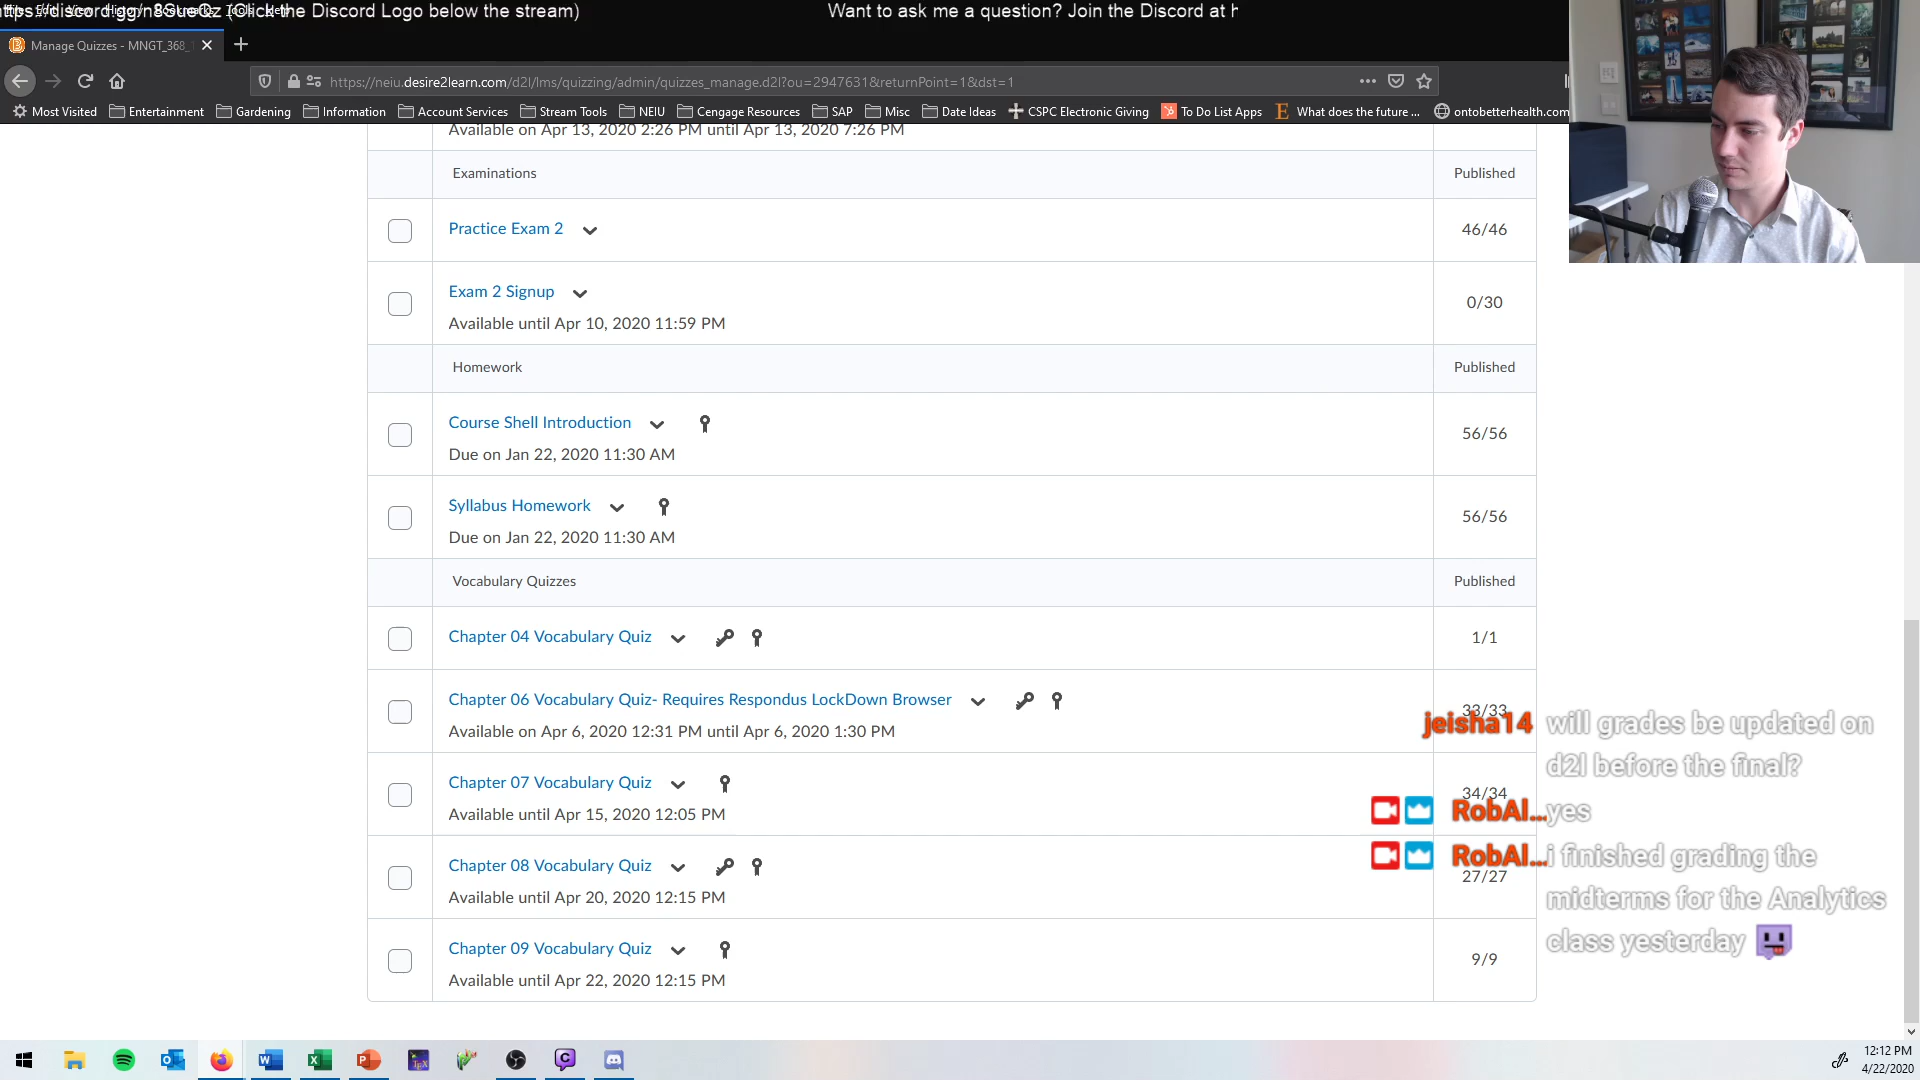 https://discord.gg/ (Click the Discord Logo below the stream)
Want to ask me a question? Join the Discord at h
Manage Quizzes - MNGT_368_
https://neiu.desire2learn.com/d2l/lms/quizzing/admin/quizzes_manage.d2l?ou=2947631&returnPoint=1&dst=1
Most Visited Entertainment Gardening Information Account Services Stream Tools NEIU Cengage Resources SAP Misc Date Ideas CSPC Electronic Giving To Do List Apps What does the future ... ontobetterhealth.com
Available on Apr 13, 2020 2:26 PM until Apr 13, 2020 7:26 PM
Examinations Published
Practice Exam 2 46/46
Exam 2 Signup 0/30
Available until Apr 10, 2020 11:59 PM
Homework Published
Course Shell Introduction 56/56
Due on Jan 22, 2020 11:30 AM
Syllabus Homework 56/56
Due on Jan 22, 2020 11:30 AM
Vocabulary Quizzes Published
Chapter 04 Vocabulary Quiz 1/1
Chapter 06 Vocabulary Quiz- Requires Respondus LockDown Browser 33/33
Available on Apr 6, 2020 12:31 PM until Apr 6, 2020 1:30 PM
Chapter 07 Vocabulary Quiz 34/34
Available until Apr 15, 2020 12:05 PM
Chapter 08 Vocabulary Quiz 27/27
Available until Apr 20, 2020 12:15 PM
Chapter 09 Vocabulary Quiz 9/9
Available until Apr 22, 2020 12:15 PM
jeisha14 will grades be updated on
d2l before the final?
RobAl... yes
RobAl... i finished grading the
midterms for the Analytics
class yesterday
12:12 PM
4/22/2020